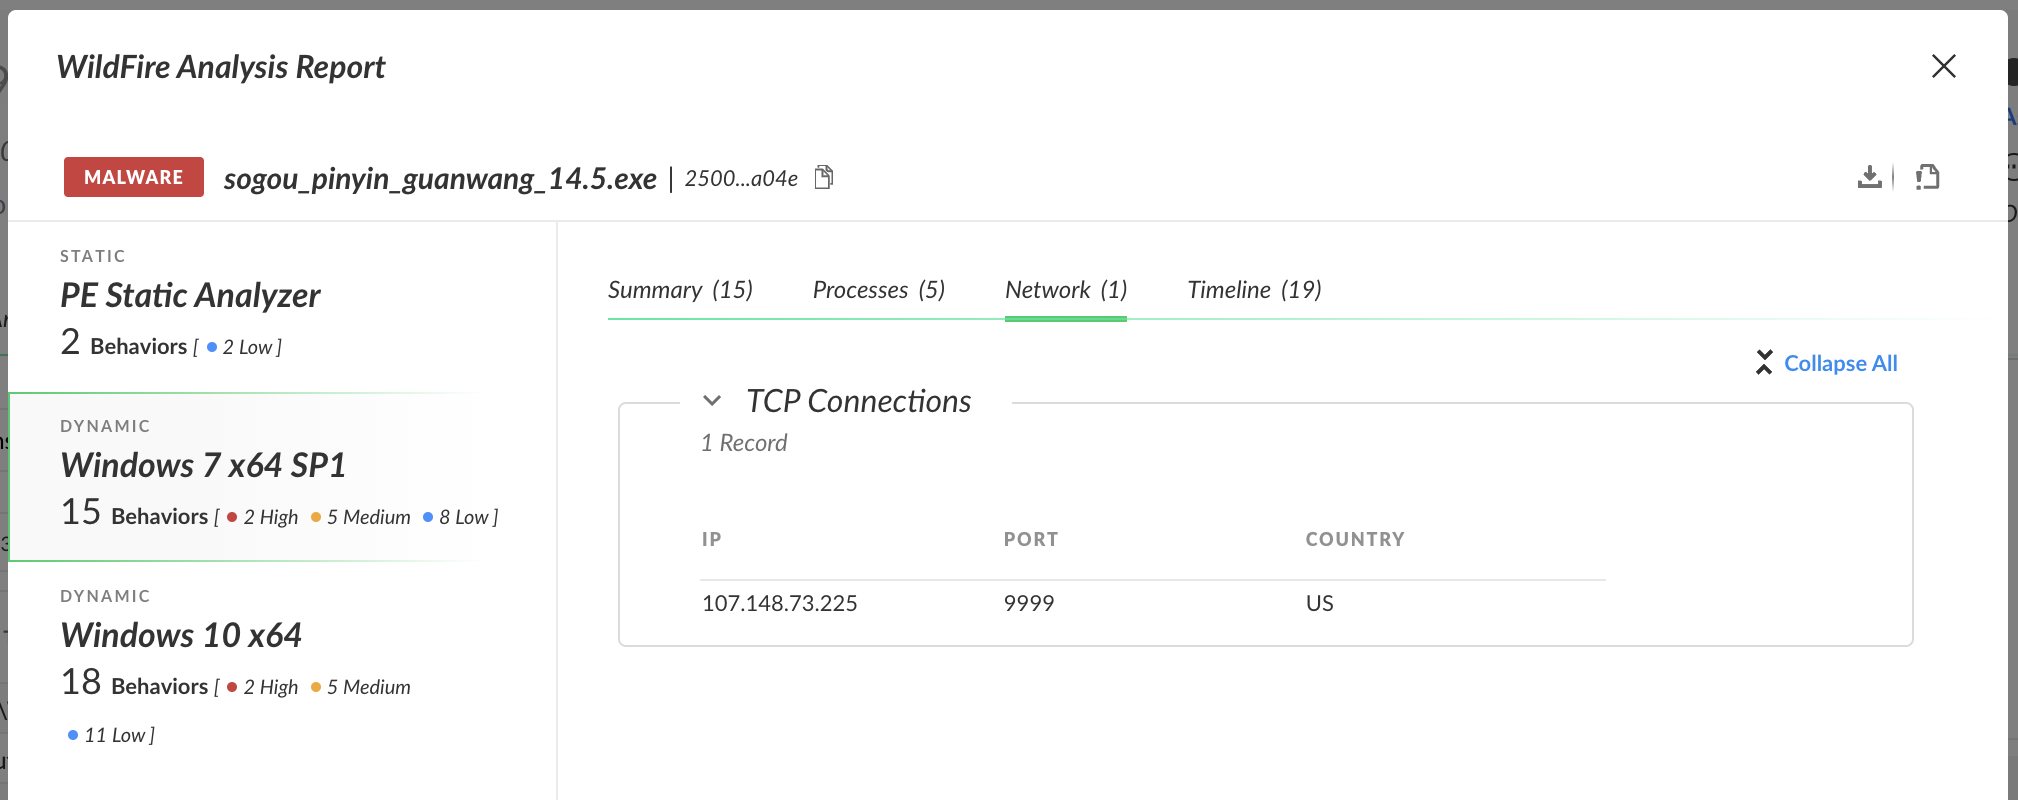 WildFire Analysis Report
MALWARE sogou_pinyin_guanwang_14.5.exe | 2500...a04e
STATIC
PE Static Analyzer
2 Behaviors [ 2 Low ]
DYNAMIC
Windows 7 x64 SP1
15 Behaviors [ 2 High 5 Medium 8 Low ]
DYNAMIC
Windows 10 x64
18 Behaviors [ 2 High 5 Medium
11 Low ]
Summary (15) Processes (5) Network (1) Timeline (19)
Collapse All
TCP Connections
1 Record
IP PORT COUNTRY
107.148.73.225 9999 US